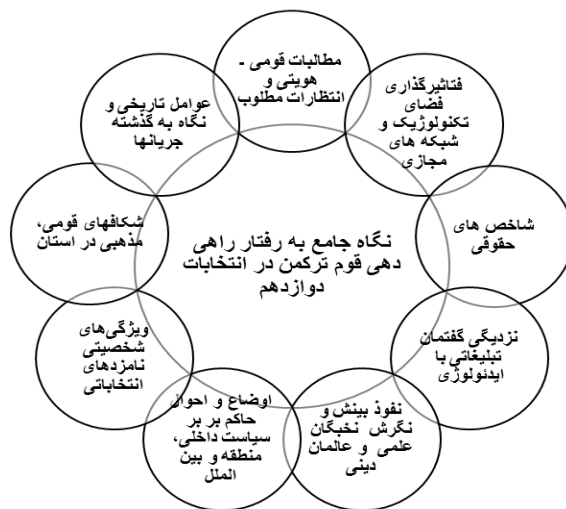 مطالبات قومی -
هویتی و
انتظارات مطلوب
فتاثیرگذاری
فضای
تکنولوژیک و
شبکه های
مجازی
شاخص های
حقوقی
نزدیگی گفتمان
تبلیغاتی با
ایدئولوژی
نفوذ بینش و
نگرش نخبگان
علمی و عالمان
دینی
اوضاع و احوال
حاکم بر بر
سیاست داخلی،
منطقه و بین
الملل
ویژگی‌های
شخصیتی
نامزدهای
انتخاباتی
شکافهای قومی،
مذهبی در استان
عوامل تاریخی و
نگاه به گذشته
جریانها
نگاه جامع به رفتار راهی
دهی قوم ترکمن در انتخابات
دوازدهم